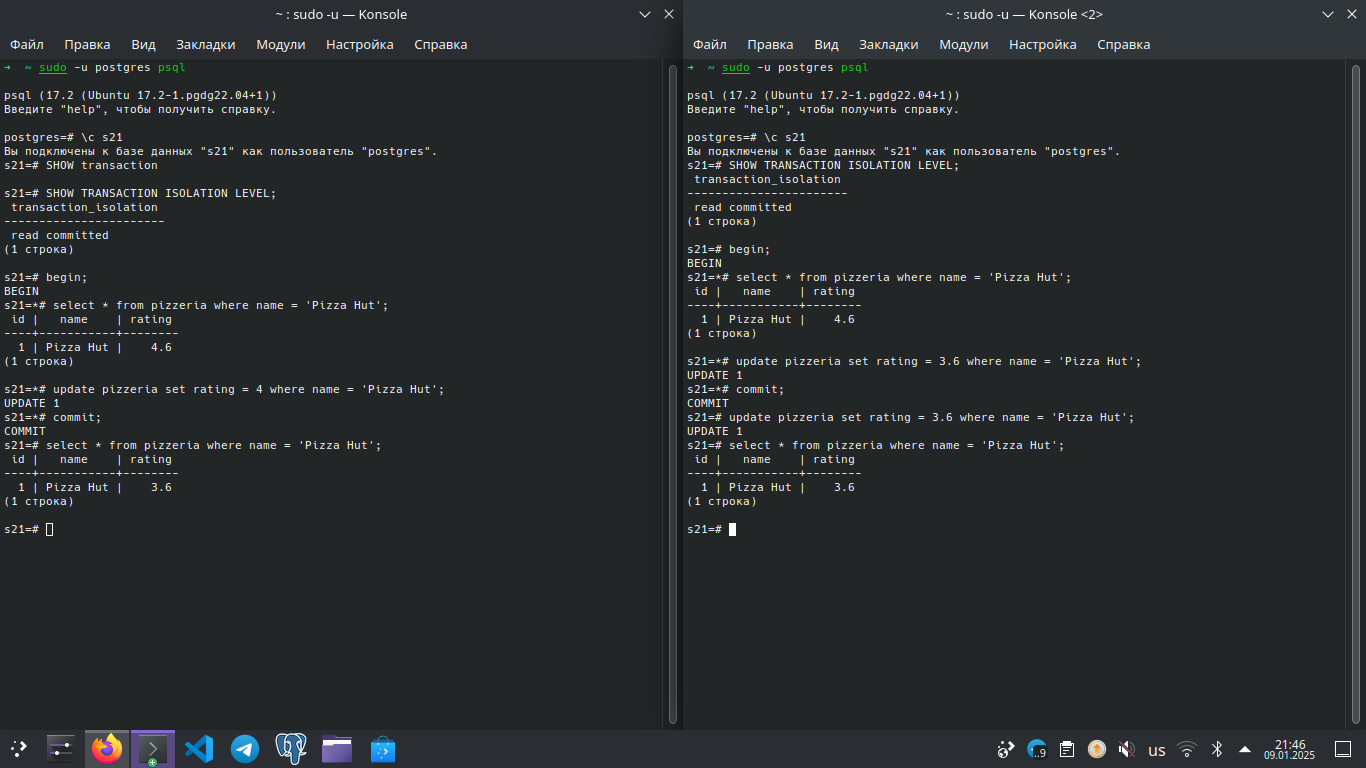 ~ : sudo -u — Konsole
Файл Правка Вид Закладки Модули Настройка Справка
➜ ~ sudo -u postgres psql
psql (17.2 (Ubuntu 17.2-1.pgdg22.04+1))
Введите "help", чтобы получить справку.
postgres=# \c s21
Вы подключены к базе данных "s21" как пользователь "postgres".
s21=# SHOW transaction
s21=# SHOW TRANSACTION ISOLATION LEVEL;
transaction_isolation
-----------------------
read committed
(1 строка)
s21=# begin;
BEGIN
s21=*# select * from pizzeria where name = 'Pizza Hut';
id | name | rating
----+-----------+--------
1 | Pizza Hut | 4.6
(1 строка)
s21=*# update pizzeria set rating = 4 where name = 'Pizza Hut';
UPDATE 1
s21=*# commit;
COMMIT
s21=# select * from pizzeria where name = 'Pizza Hut';
id | name | rating
----+-----------+--------
1 | Pizza Hut | 3.6
(1 строка)
s21=#
~ : sudo -u — Konsole <2>
Файл Правка Вид Закладки Модули Настройка Справка
➜ ~ sudo -u postgres psql
psql (17.2 (Ubuntu 17.2-1.pgdg22.04+1))
Введите "help", чтобы получить справку.
postgres=# \c s21
Вы подключены к базе данных "s21" как пользователь "postgres".
s21=# SHOW TRANSACTION ISOLATION LEVEL;
transaction_isolation
-----------------------
read committed
(1 строка)
s21=# begin;
BEGIN
s21=*# select * from pizzeria where name = 'Pizza Hut';
id | name | rating
----+-----------+--------
1 | Pizza Hut | 4.6
(1 строка)
s21=*# update pizzeria set rating = 3.6 where name = 'Pizza Hut';
UPDATE 1
s21=*# commit;
COMMIT
s21=# update pizzeria set rating = 3.6 where name = 'Pizza Hut';
UPDATE 1
s21=# select * from pizzeria where name = 'Pizza Hut';
id | name | rating
----+-----------+--------
1 | Pizza Hut | 3.6
(1 строка)
s21=#
..9
us
21:46
09.01.2025